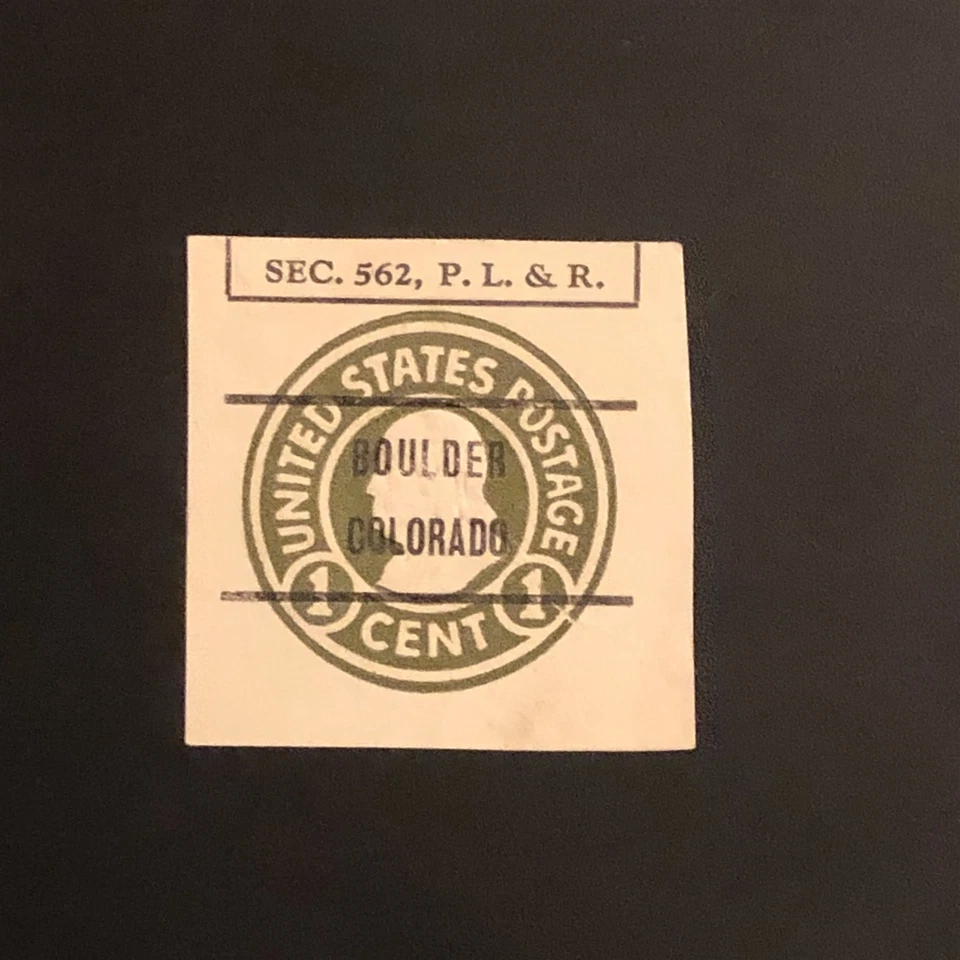 SEC. 562, P. L. & R.
UNITED STATES POSTAGE
BOULDER
COLORADO
1 1
CENT